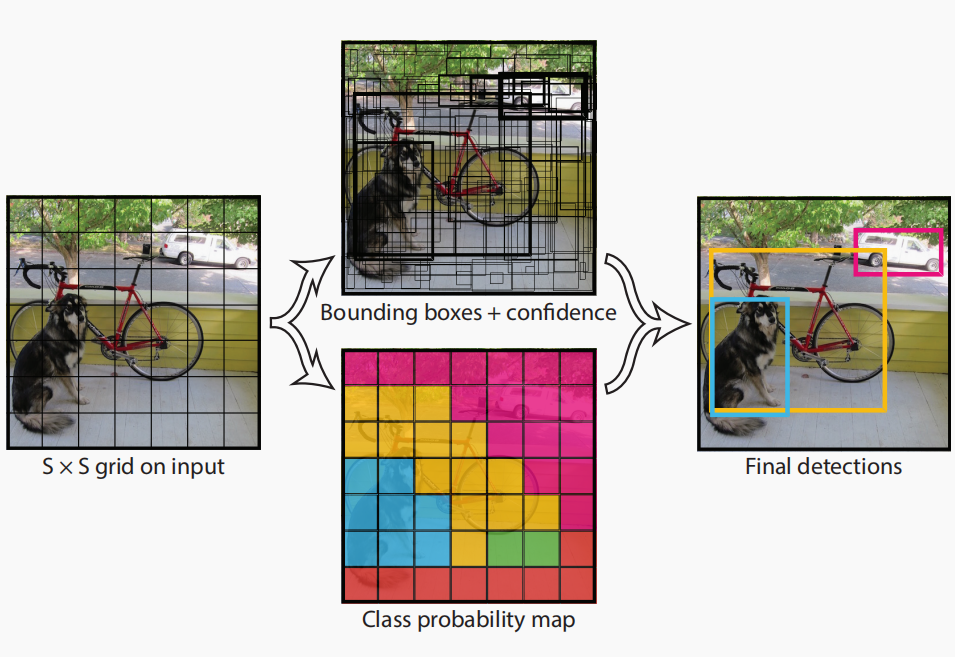 S × S grid on input
Bounding boxes + confidence
Class probability map
Final detections